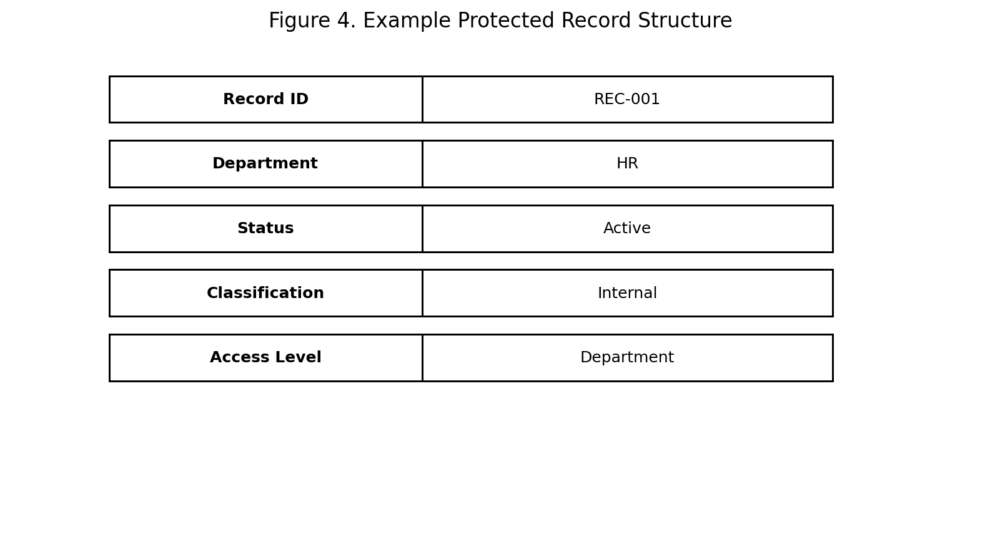 Figure 4. Example Protected Record Structure
Record ID REC-001
Department HR
Status Active
Classification Internal
Access Level Department